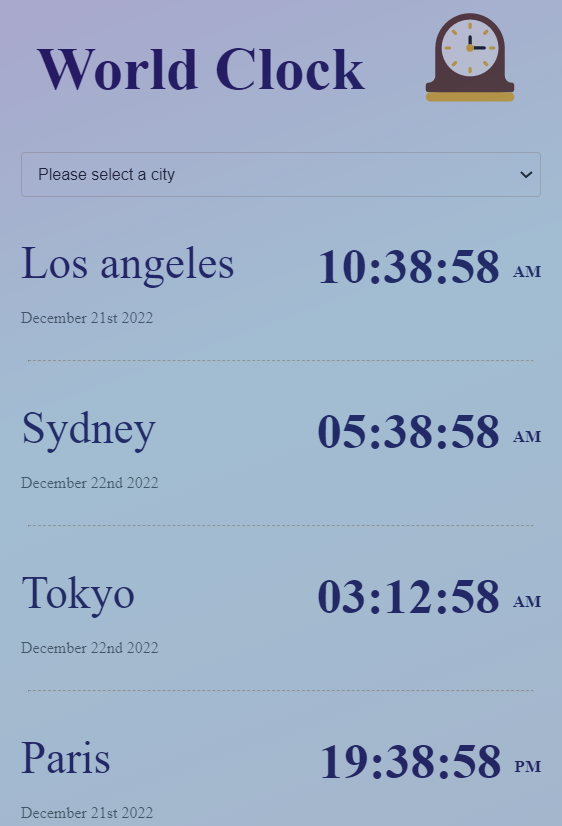 World Clock
Please select a city
Los angeles 10:38:58 AM
December 21st 2022
Sydney 05:38:58 AM
December 22nd 2022
Tokyo 03:12:58 AM
December 22nd 2022
Paris 19:38:58 PM
December 21st 2022